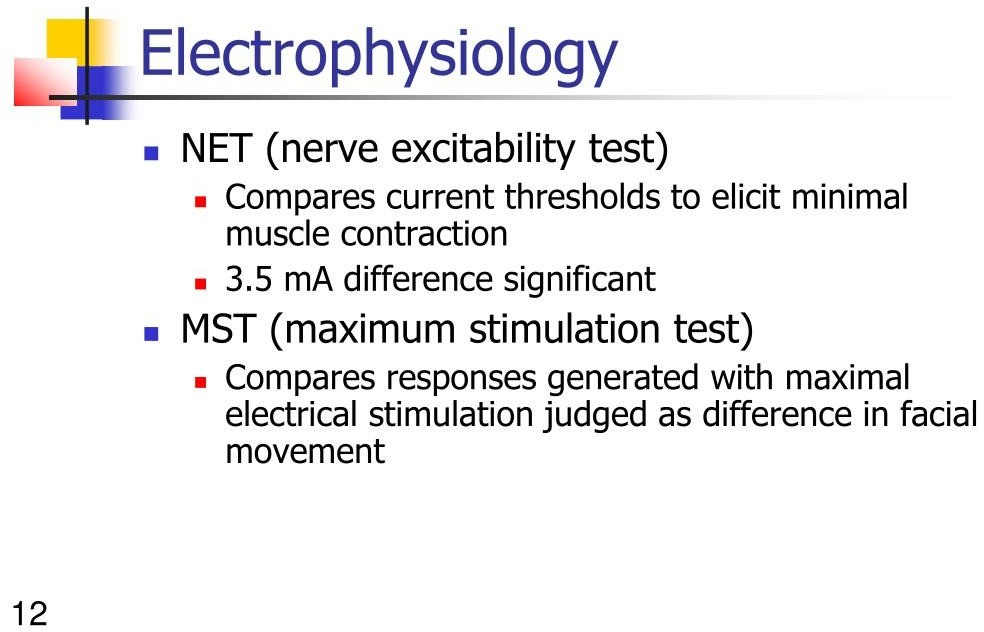 Electrophysiology
NET (nerve excitability test)
Compares current thresholds to elicit minimal
muscle contraction
3.5 mA difference significant
MST (maximum stimulation test)
Compares responses generated with maximal
electrical stimulation judged as difference in facial
movement
12